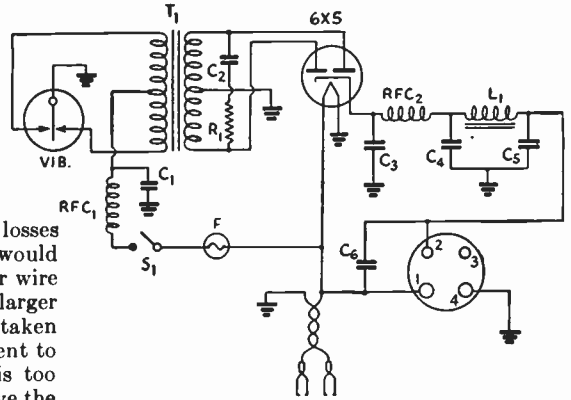 T1
6X5
C2
R1
VIB.
RFC1
C1
S1
F
RFC2
L1
C3
C4
C5
C6
2
3
1
4
losses
would
r wire
larger
taken
ent to
is too
ve the